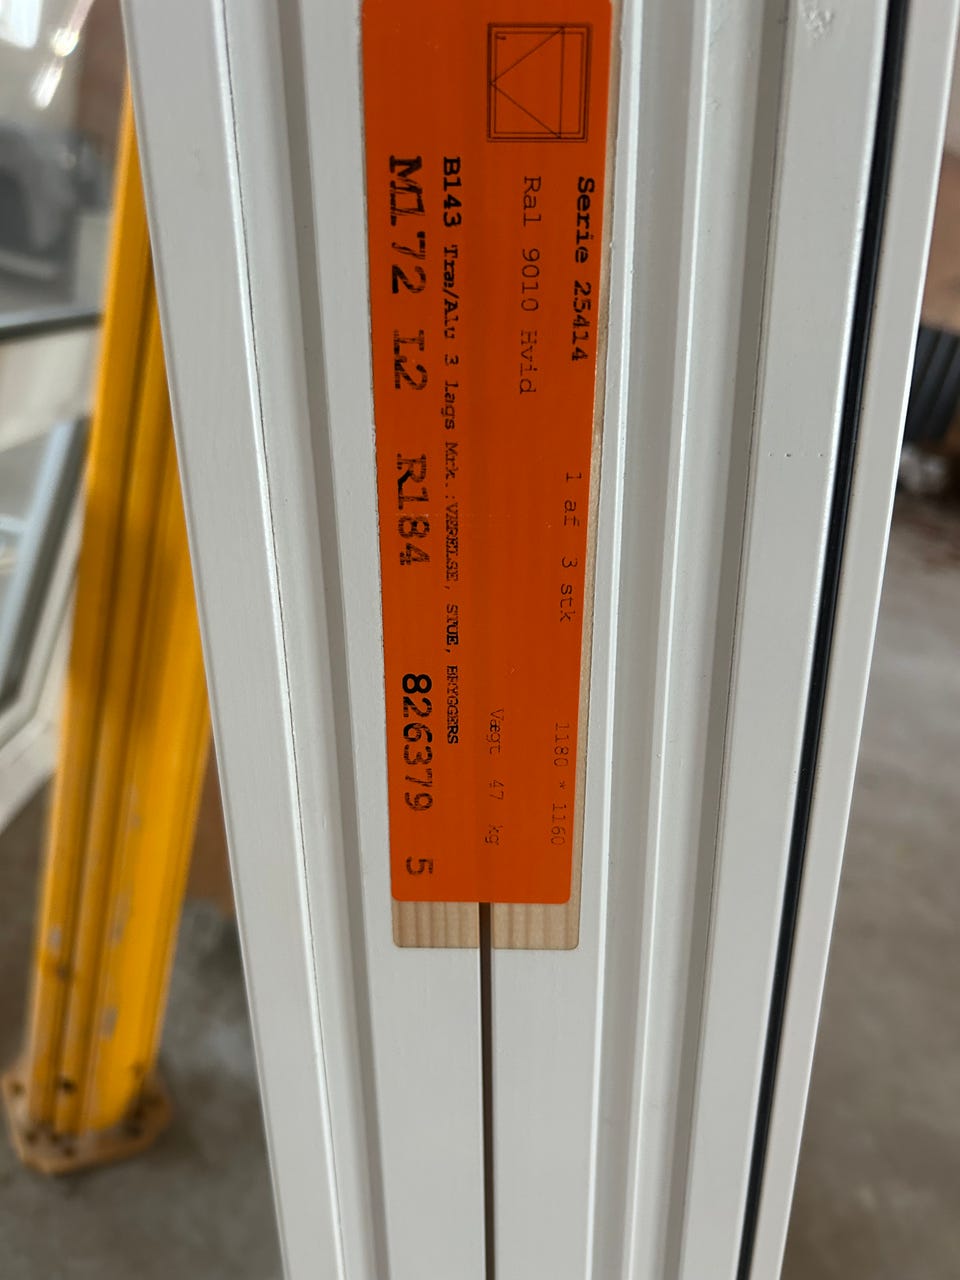 Serie 25414 1 af 3 stk 1180 * 1160
Ral 9010 Hvid
Vægt 47 kg
B143 Træ/Alu 3 Lags Mrk.:VÆRELSE, STUE, BRYGGERS
M172 L2 R184 826379 5